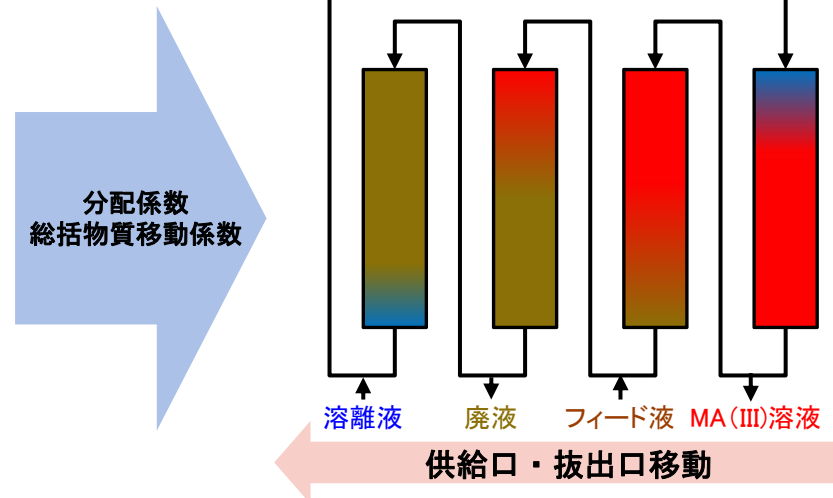 分配係数
総括物質移動係数
溶離液
廃液
フィード液
MA(III)溶液
供給口・抜出口移動